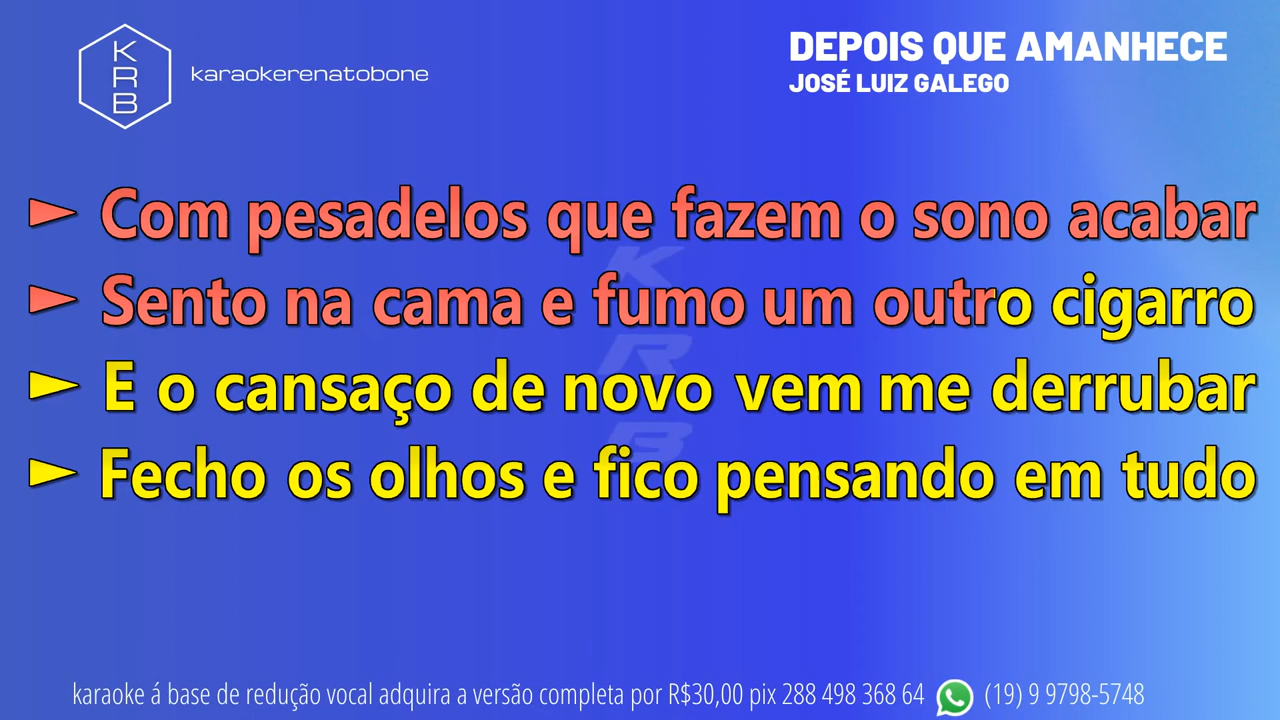 KRB
karaokerenatobone
DEPOIS QUE AMANHECE
JOSÉ LUIZ GALEGO
► Com pesadelos que fazem o sono acabar
► Sento na cama e fumo um outro cigarro
► E o cansaço de novo vem me derrubar
► Fecho os olhos e fico pensando em tudo
KRB
karaoke á base de redução vocal adquira a versão completa por R$30,00 pix 288 498 368 64 (19) 9 9798-5748